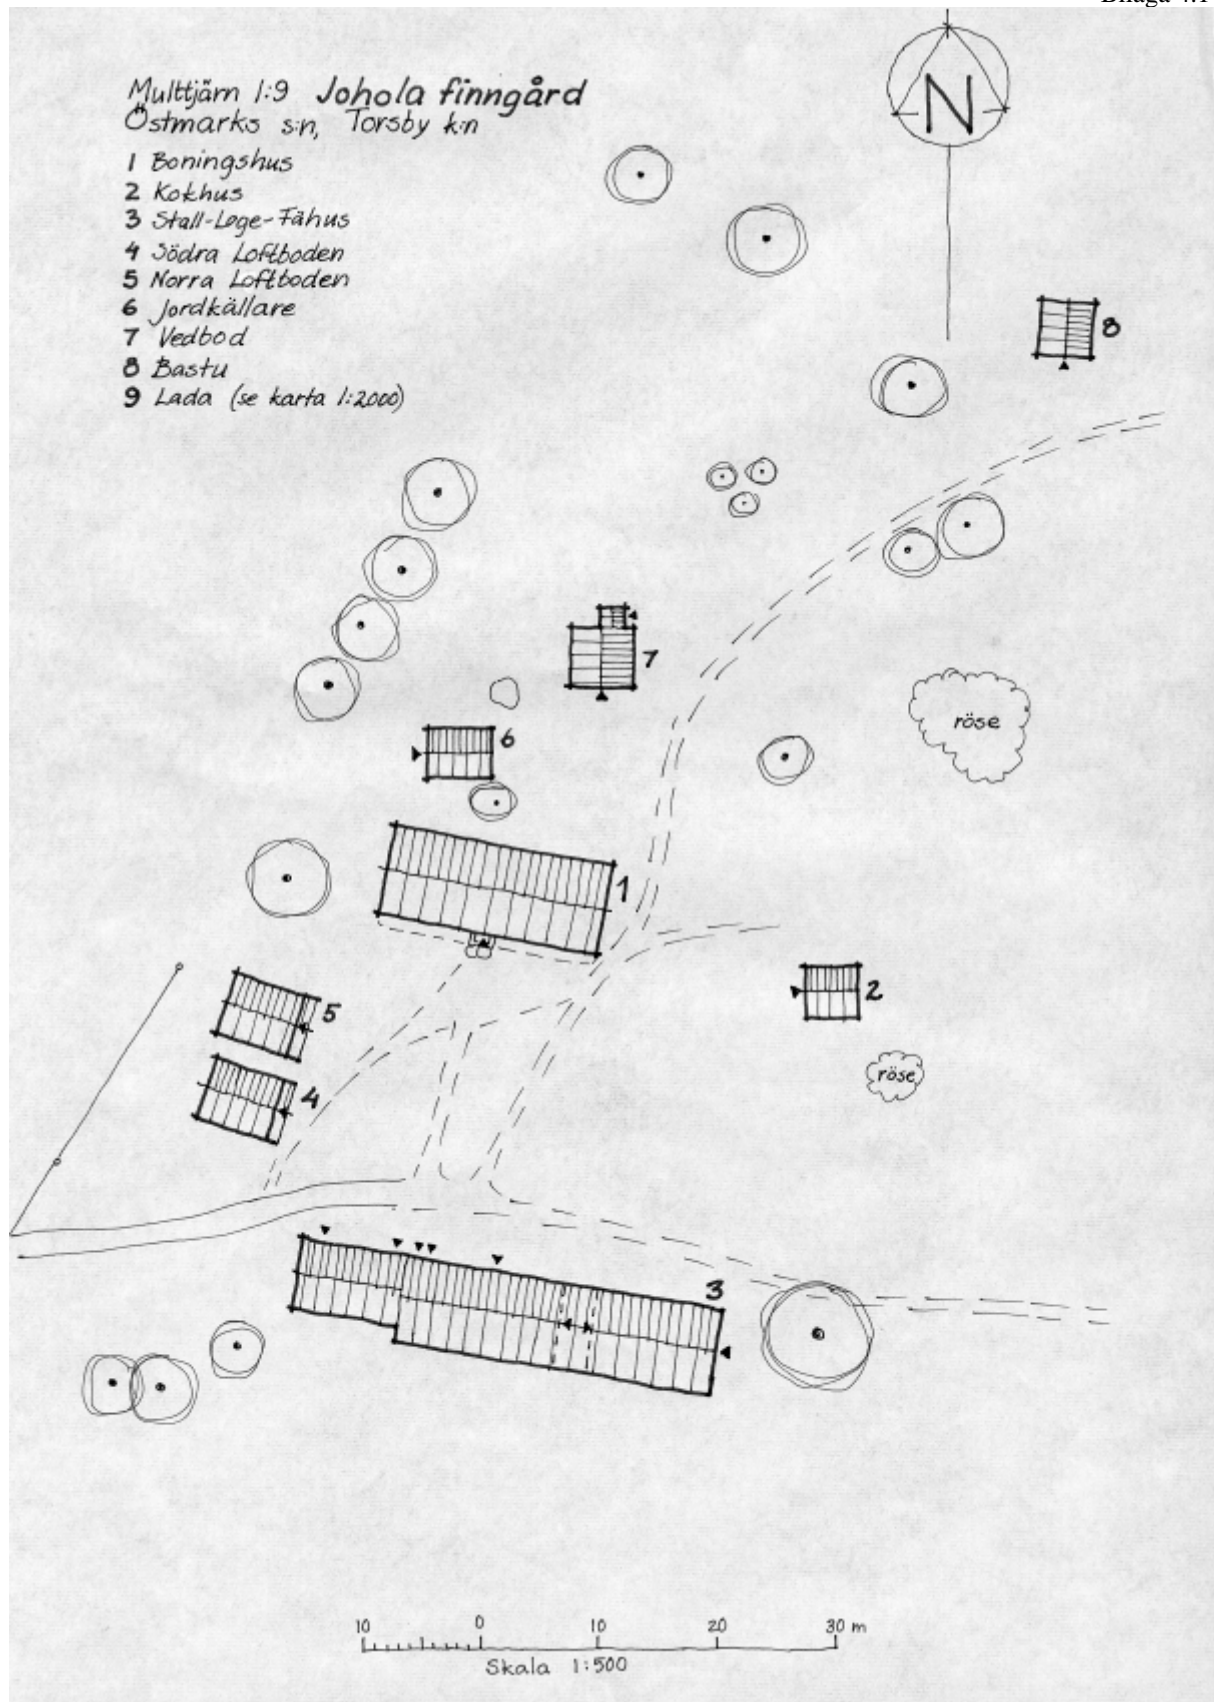 Bilaga 4.1
Multtjärn 1:9 Johola finngård
Östmarks s:n, Torsby k:n
1 Boningshus
2 Kokhus
3 Stall-Loge-Fähus
4 Södra Loftboden
5 Norra Loftboden
6 Jordkällare
7 Vedbod
8 Bastu
9 Lada (se karta 1:2000)
N
8
7
röse
6
1
2
5
röse
4
3
10 0 10 20 30 m
Skala 1:500